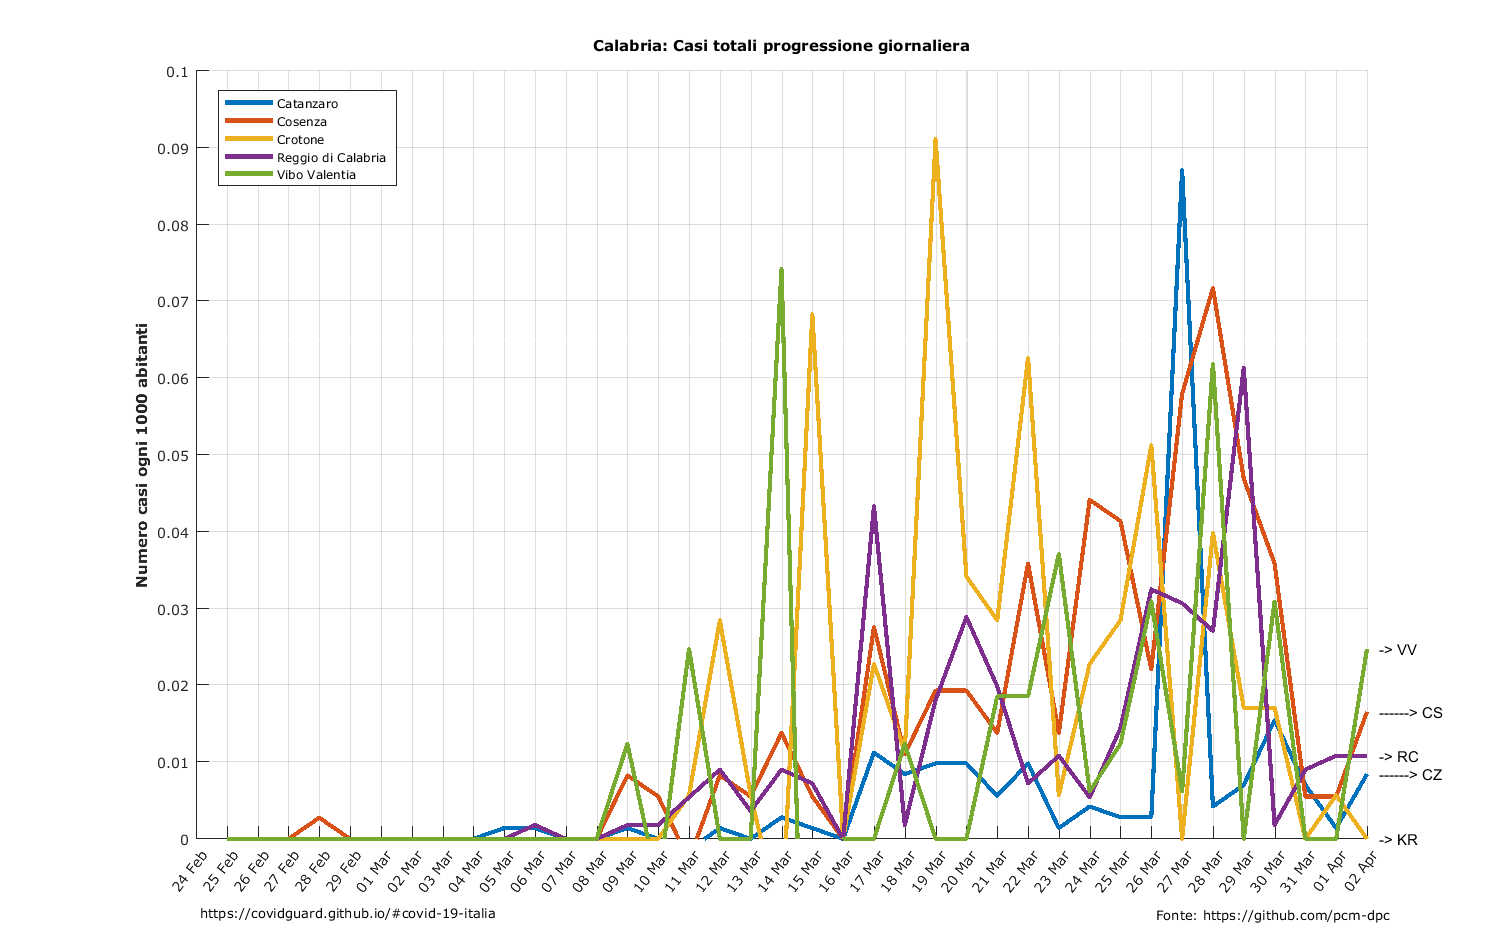 Calabria: Casi totali progressione giornaliera
0.1
0.09
0.08
0.07
0.06
0.05
0.04
0.03
0.02
0.01
0
Numero casi ogni 1000 abitanti
Catanzaro
Cosenza
Crotone
Reggio di Calabria
Vibo Valentia
-> VV
------> CS
-> RC
------> CZ
-> KR
24 Feb
25 Feb
26 Feb
27 Feb
28 Feb
29 Feb
01 Mar
02 Mar
03 Mar
04 Mar
05 Mar
06 Mar
07 Mar
08 Mar
09 Mar
10 Mar
11 Mar
12 Mar
13 Mar
14 Mar
15 Mar
16 Mar
17 Mar
18 Mar
19 Mar
20 Mar
21 Mar
22 Mar
23 Mar
24 Mar
25 Mar
26 Mar
27 Mar
28 Mar
29 Mar
30 Mar
31 Mar
01 Apr
02 Apr
https://covidguard.github.io/#covid-19-italia
Fonte: https://github.com/pcm-dpc